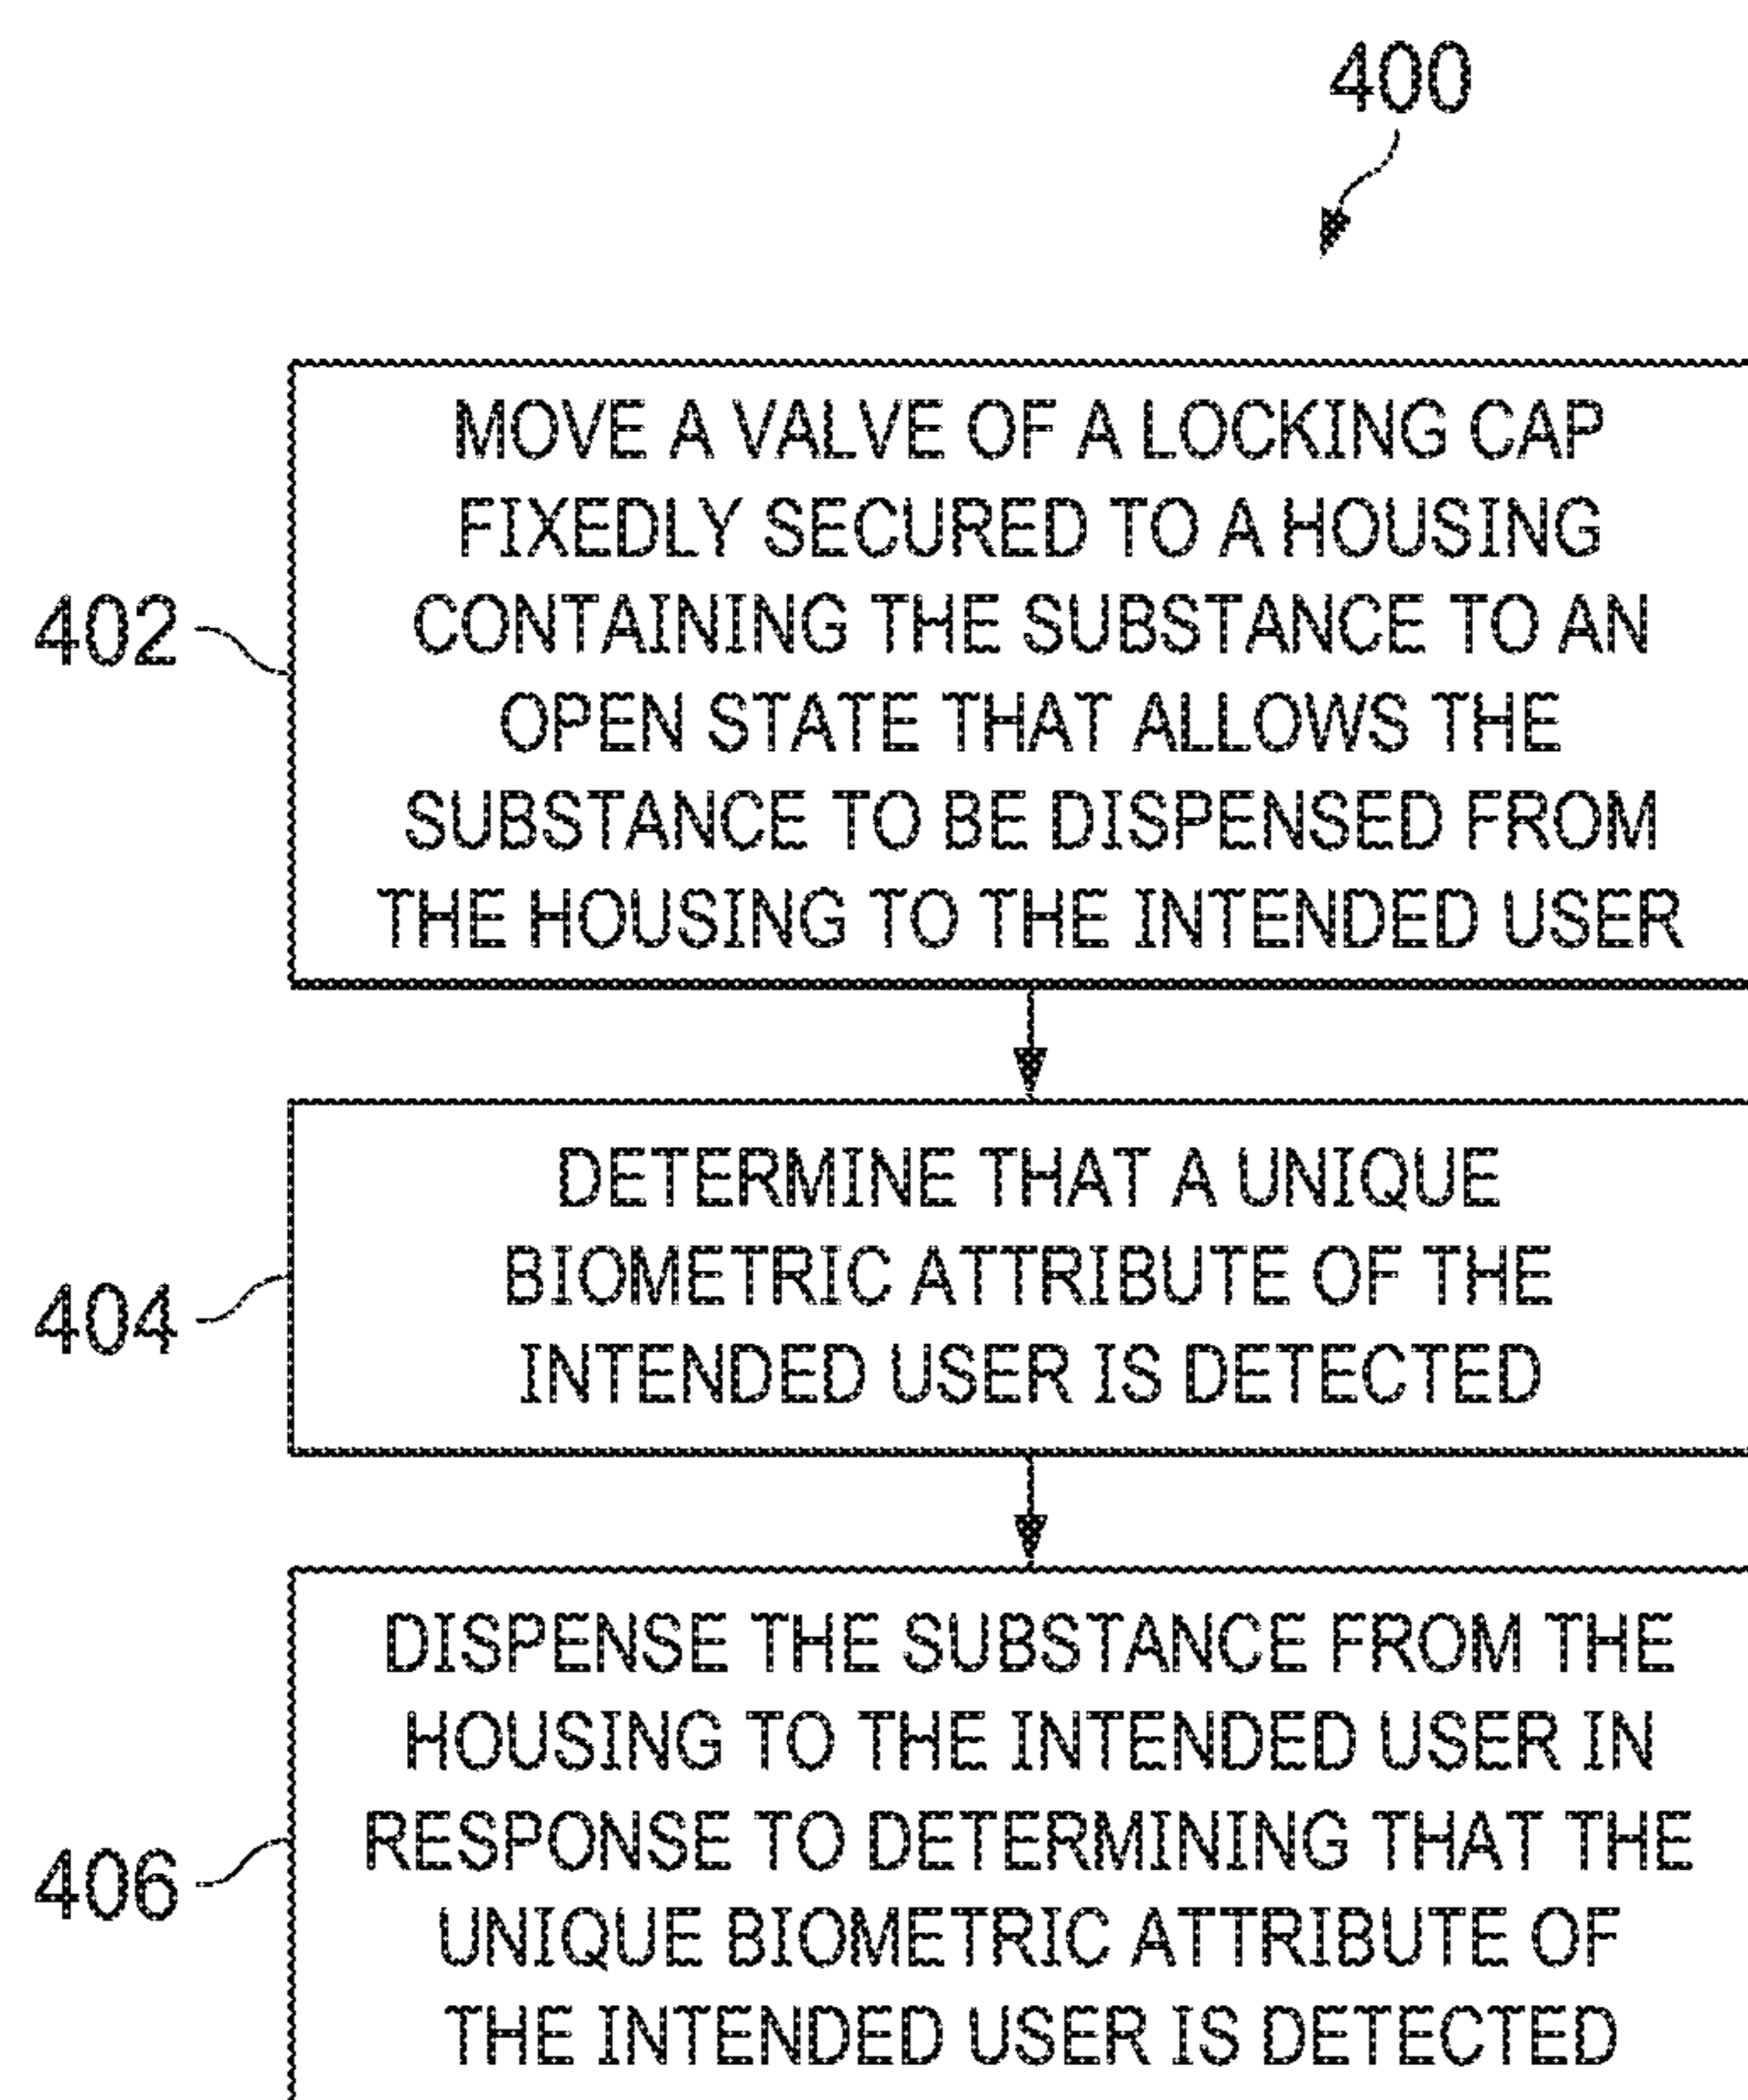 400
402
MOVE A VALVE OF A LOCKING CAP
FIXEDLY SECURED TO A HOUSING
CONTAINING THE SUBSTANCE TO AN
OPEN STATE THAT ALLOWS THE
SUBSTANCE TO BE DISPENSED FROM
THE HOUSING TO THE INTENDED USER
404
DETERMINE THAT A UNIQUE
BIOMETRIC ATTRIBUTE OF THE
INTENDED USER IS DETECTED
406
DISPENSE THE SUBSTANCE FROM THE
HOUSING TO THE INTENDED USER IN
RESPONSE TO DETERMINING THAT THE
UNIQUE BIOMETRIC ATTRIBUTE OF
THE INTENDED USER IS DETECTED